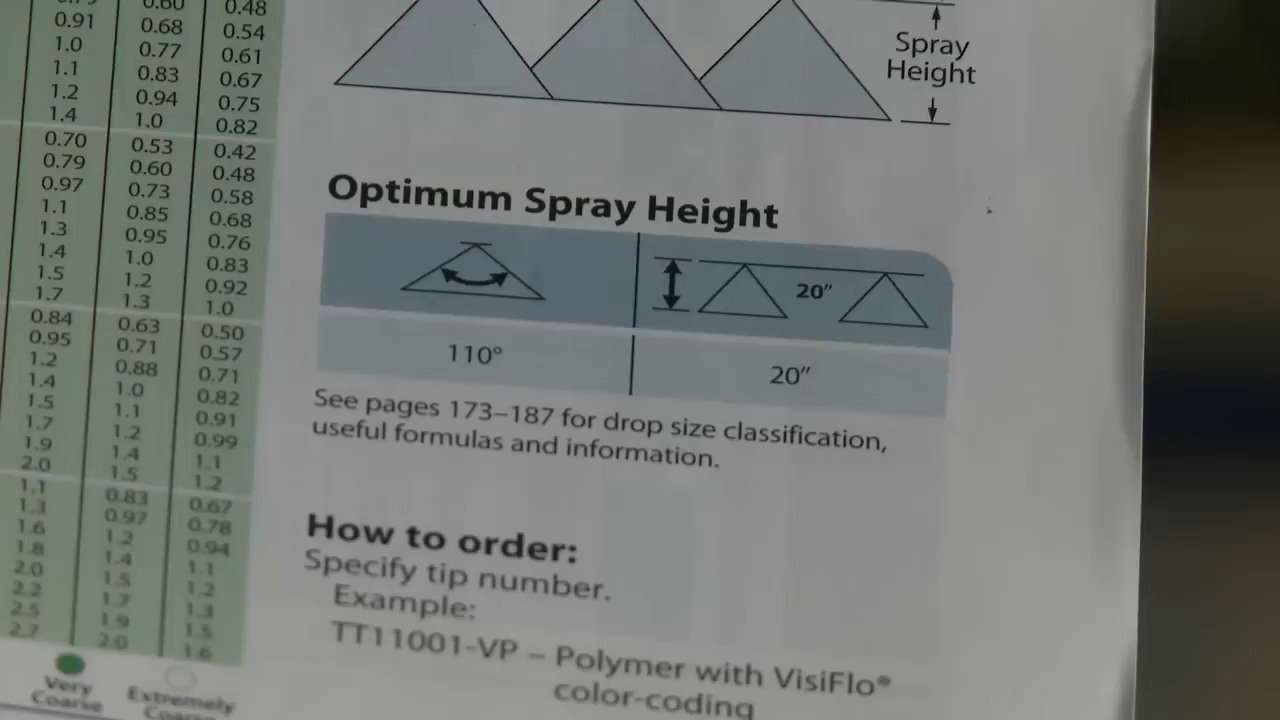 0.60 0.48
0.91 0.68 0.54
1.0 0.77 0.61
1.1 0.83 0.67
1.2 0.94 0.75
1.4 1.0 0.82
0.70 0.53 0.42
0.79 0.60 0.48
0.97 0.73 0.58
1.1 0.85 0.68
1.3 0.95 0.76
1.4 1.0 0.83
1.5 1.2 0.92
1.7 1.3 1.0
0.84 0.63 0.50
0.95 0.71 0.57
1.2 0.88 0.71
1.4 1.0 0.82
1.5 1.1 0.91
1.7 1.2 0.99
1.9 1.4 1.1
2.0 1.5 1.2
1.1 0.83 0.67
1.3 0.97 0.78
1.6 1.2 0.94
1.8 1.4 1.1
2.0 1.5 1.2
2.2 1.7 1.3
2.5 1.9 1.5
2.7 2.0 1.6
Very
Coarse
Extremely
Coarse
Spray
Height
Optimum Spray Height
20″
110° 20″
See pages 173–187 for drop size classification,
useful formulas and information.
How to order:
Specify tip number.
Example:
TT11001-VP – Polymer with VisiFlo®
color-coding